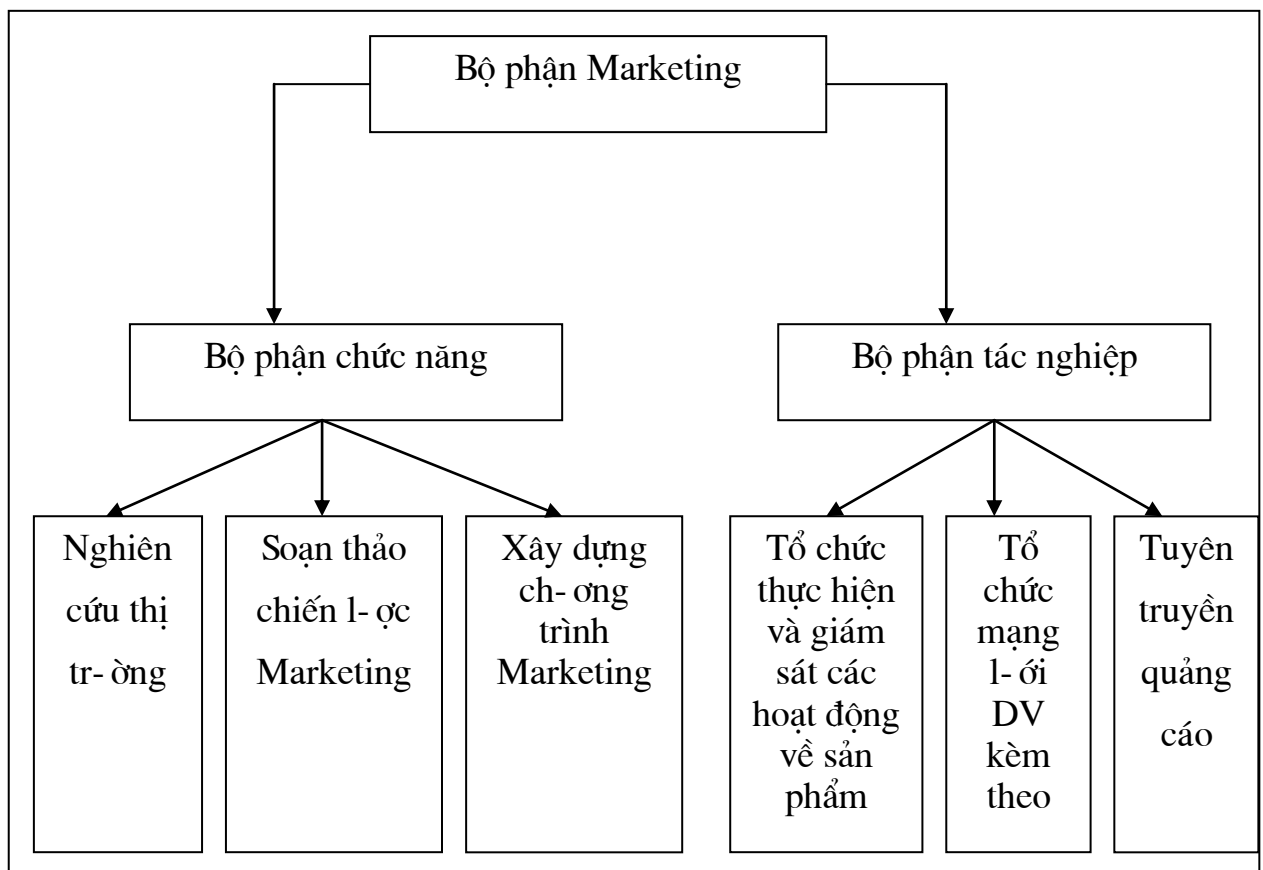 Bộ phận Marketing
Bộ phận chức năng
Bộ phận tác nghiệp
Nghiên
cứu thị
tr- ờng
Soạn thảo
chiến l- ợc
Marketing
Xây dựng
ch- ơng
trình
Marketing
Tổ chức
thực hiện
và giám
sát các
hoạt động
về sản
phẩm
Tổ
chức
mạng
l- ới
DV
kèm
theo
Tuyên
truyền
quảng
cáo